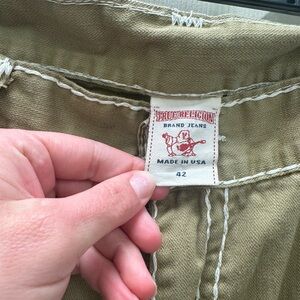 TRUE RELIGION
BRAND JEANS
MADE IN USA
42